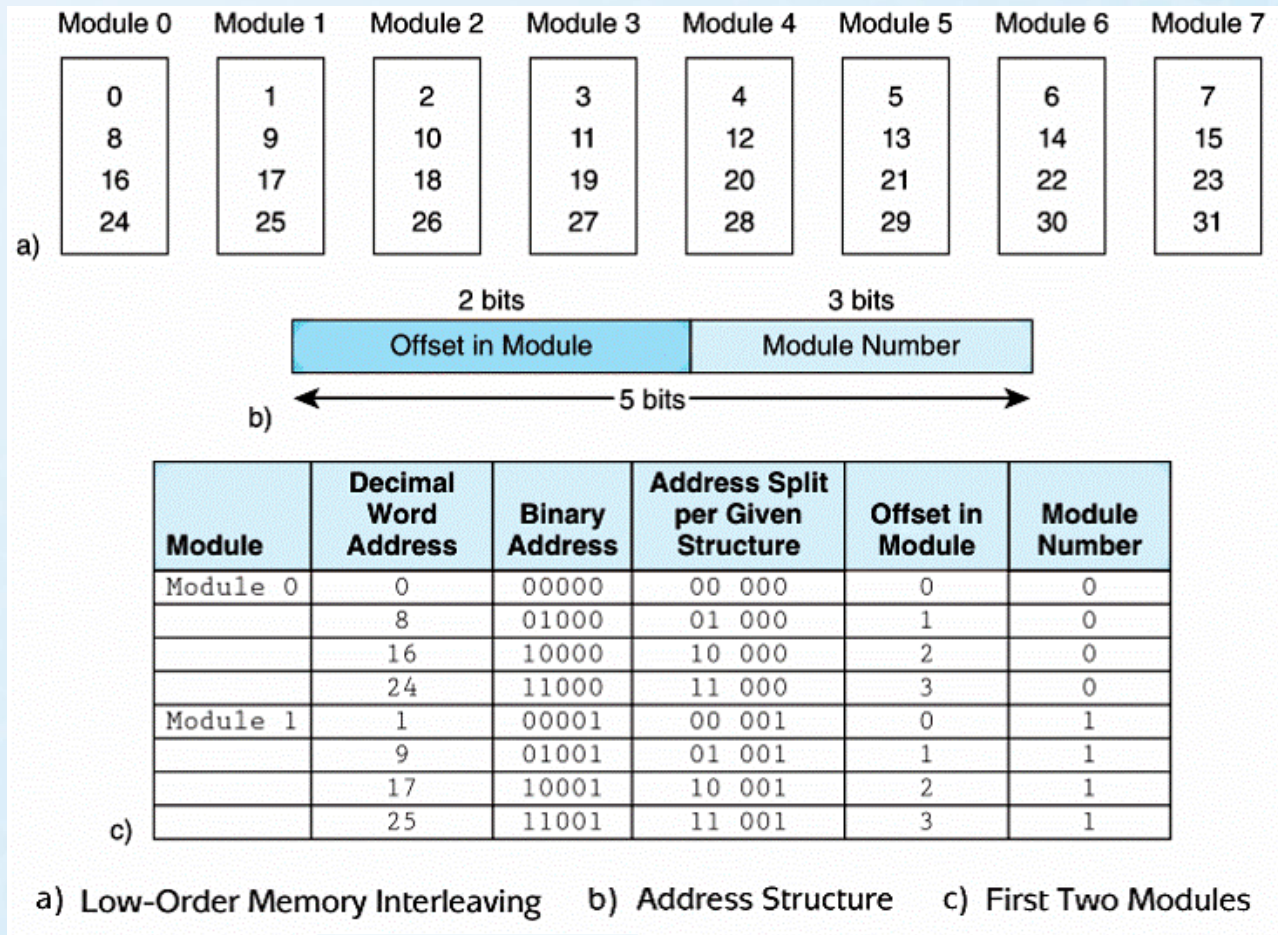 Module 0 Module 1 Module 2 Module 3 Module 4 Module 5 Module 6 Module 7
0 1 2 3 4 5 6 7
8 9 10 11 12 13 14 15
16 17 18 19 20 21 22 23
24 25 26 27 28 29 30 31
a)
2 bits 3 bits
Offset in Module Module Number
5 bits
b)
Module Decimal Word Address Binary Address Address Split per Given Structure Offset in Module Module Number
Module 0 0 00000 00 000 0 0
8 01000 01 000 1 0
16 10000 10 000 2 0
24 11000 11 000 3 0
Module 1 1 00001 00 001 0 1
9 01001 01 001 1 1
17 10001 10 001 2 1
25 11001 11 001 3 1
c)
a) Low-Order Memory Interleaving b) Address Structure c) First Two Modules